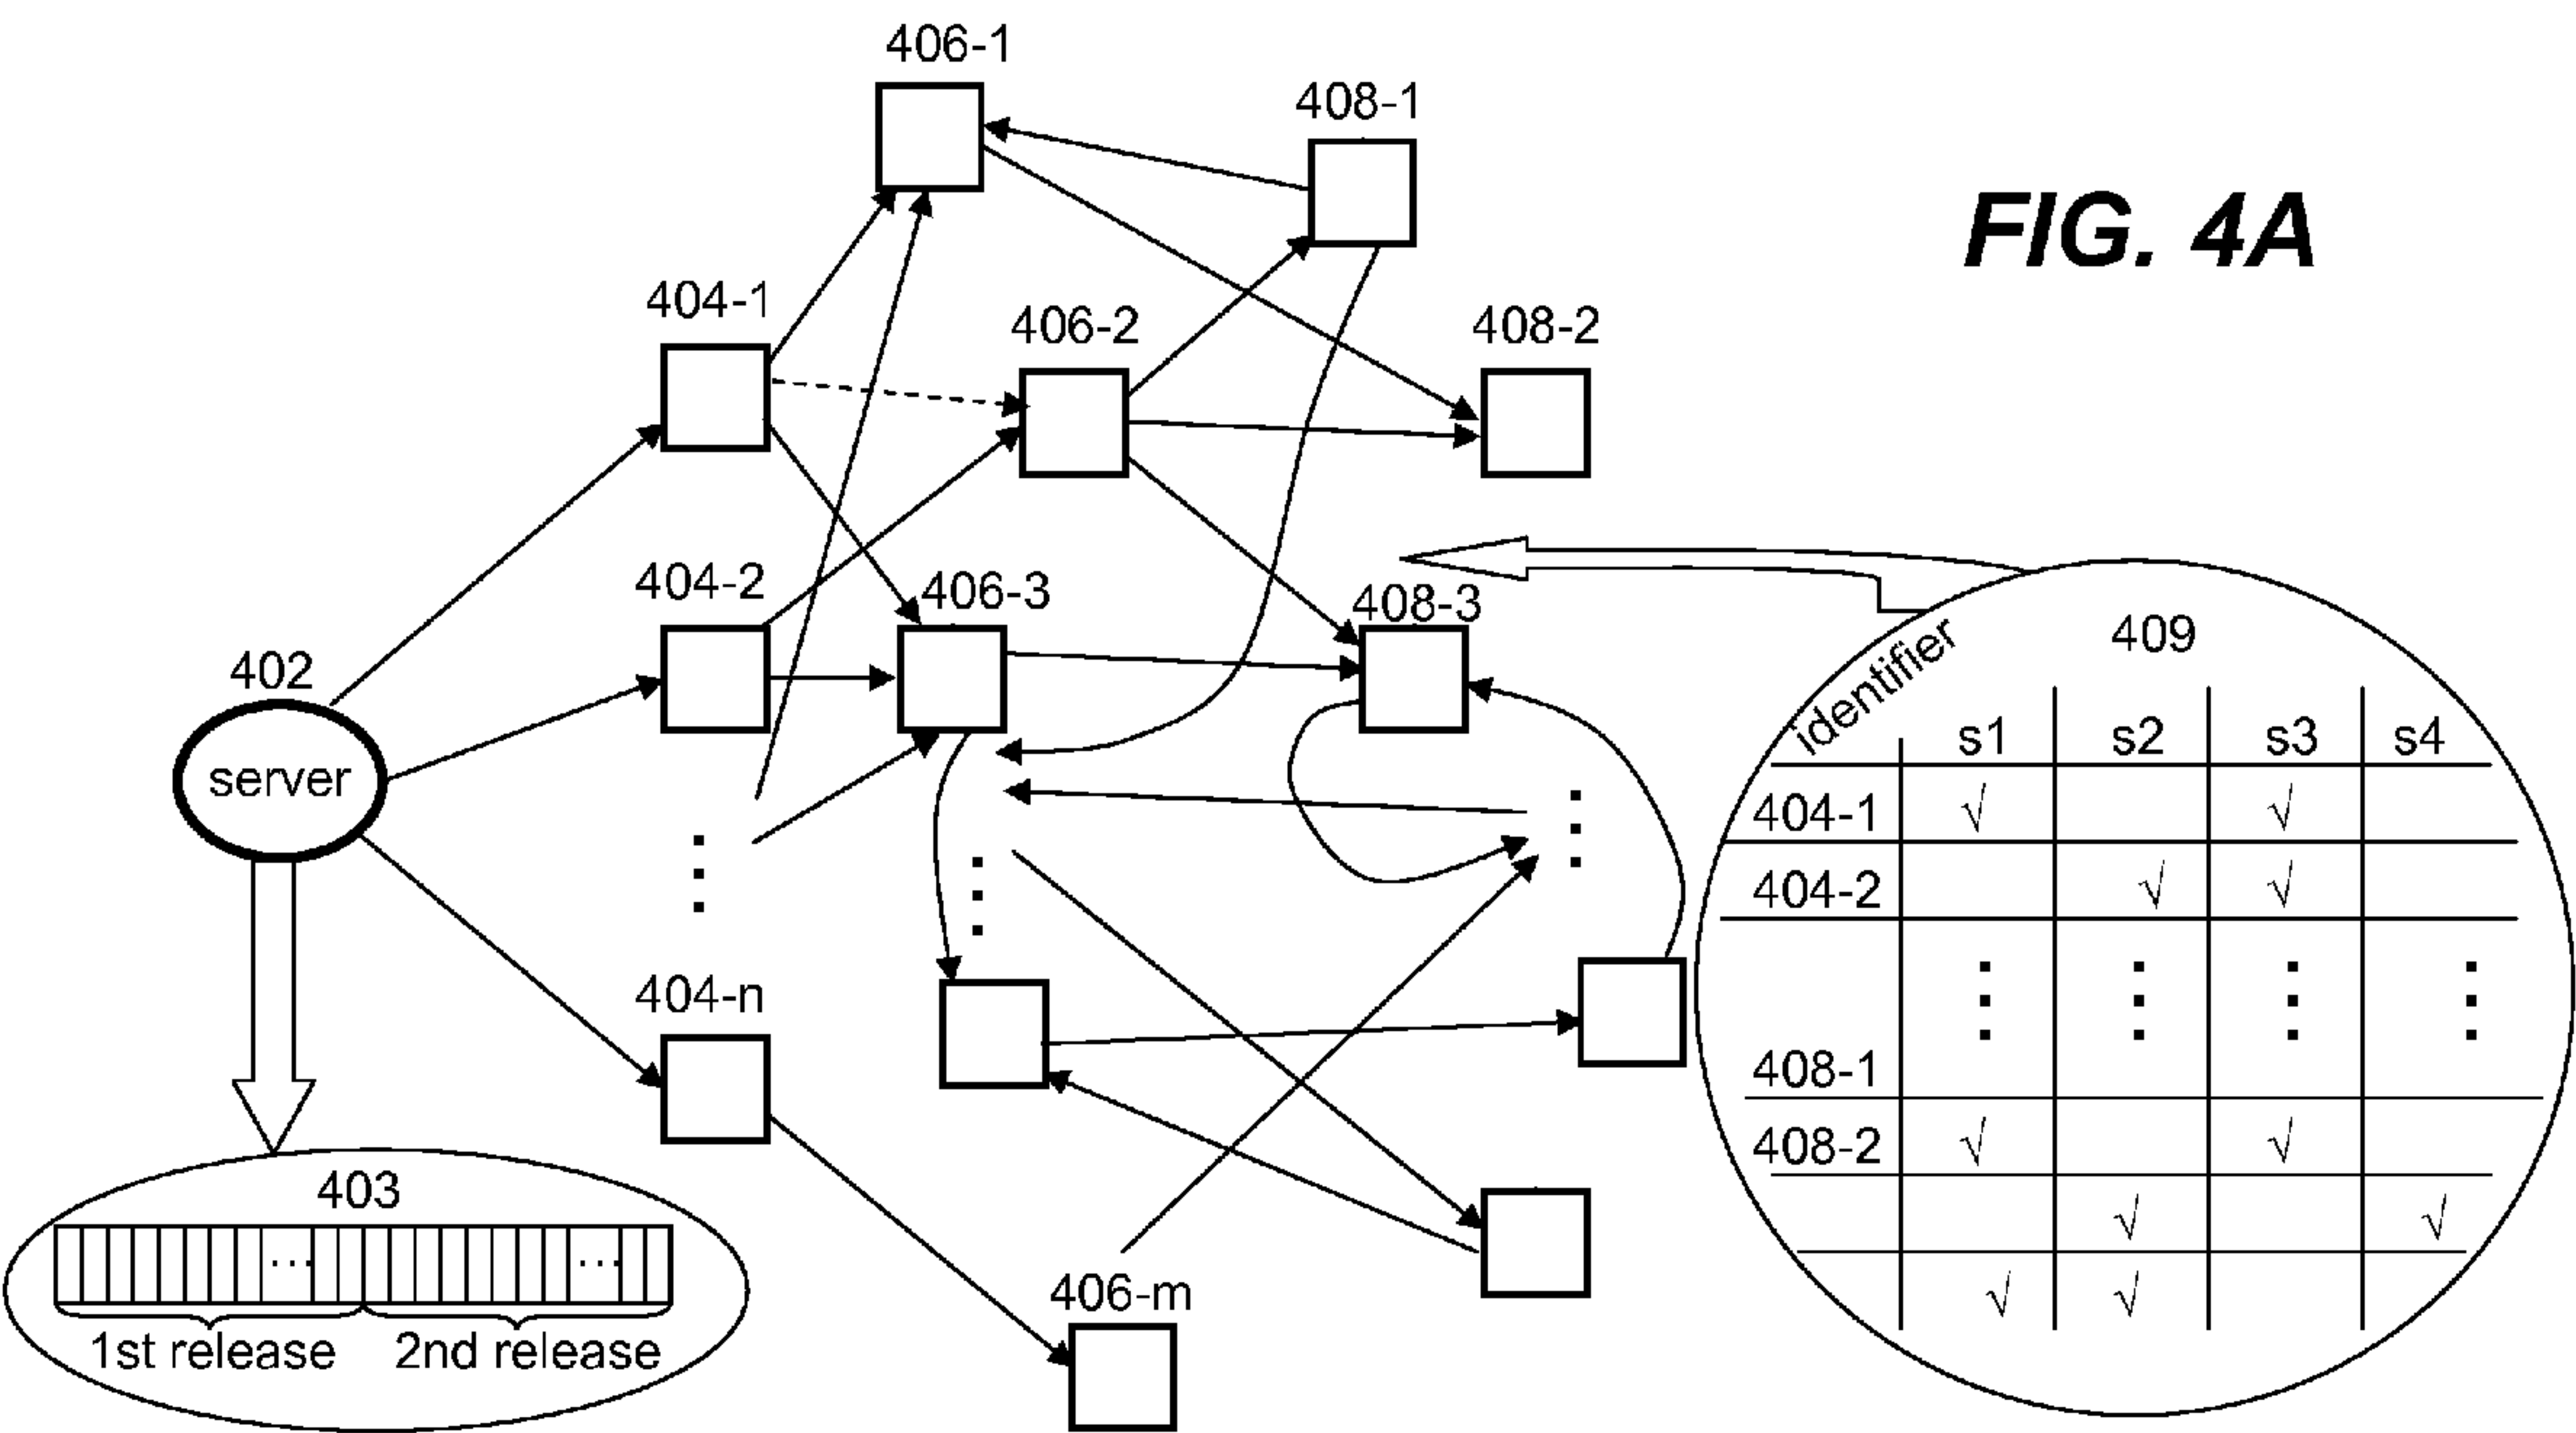 406-1
408-1
FIG. 4A
404-1
406-2
408-2
404-2
406-3
408-3
402
server
409
identifier
s1 s2 s3 s4
404-1 √ √
404-2 √ √
404-n
408-1
408-2 √ √
√ √
√ √
403
... ...
1st release 2nd release
406-m